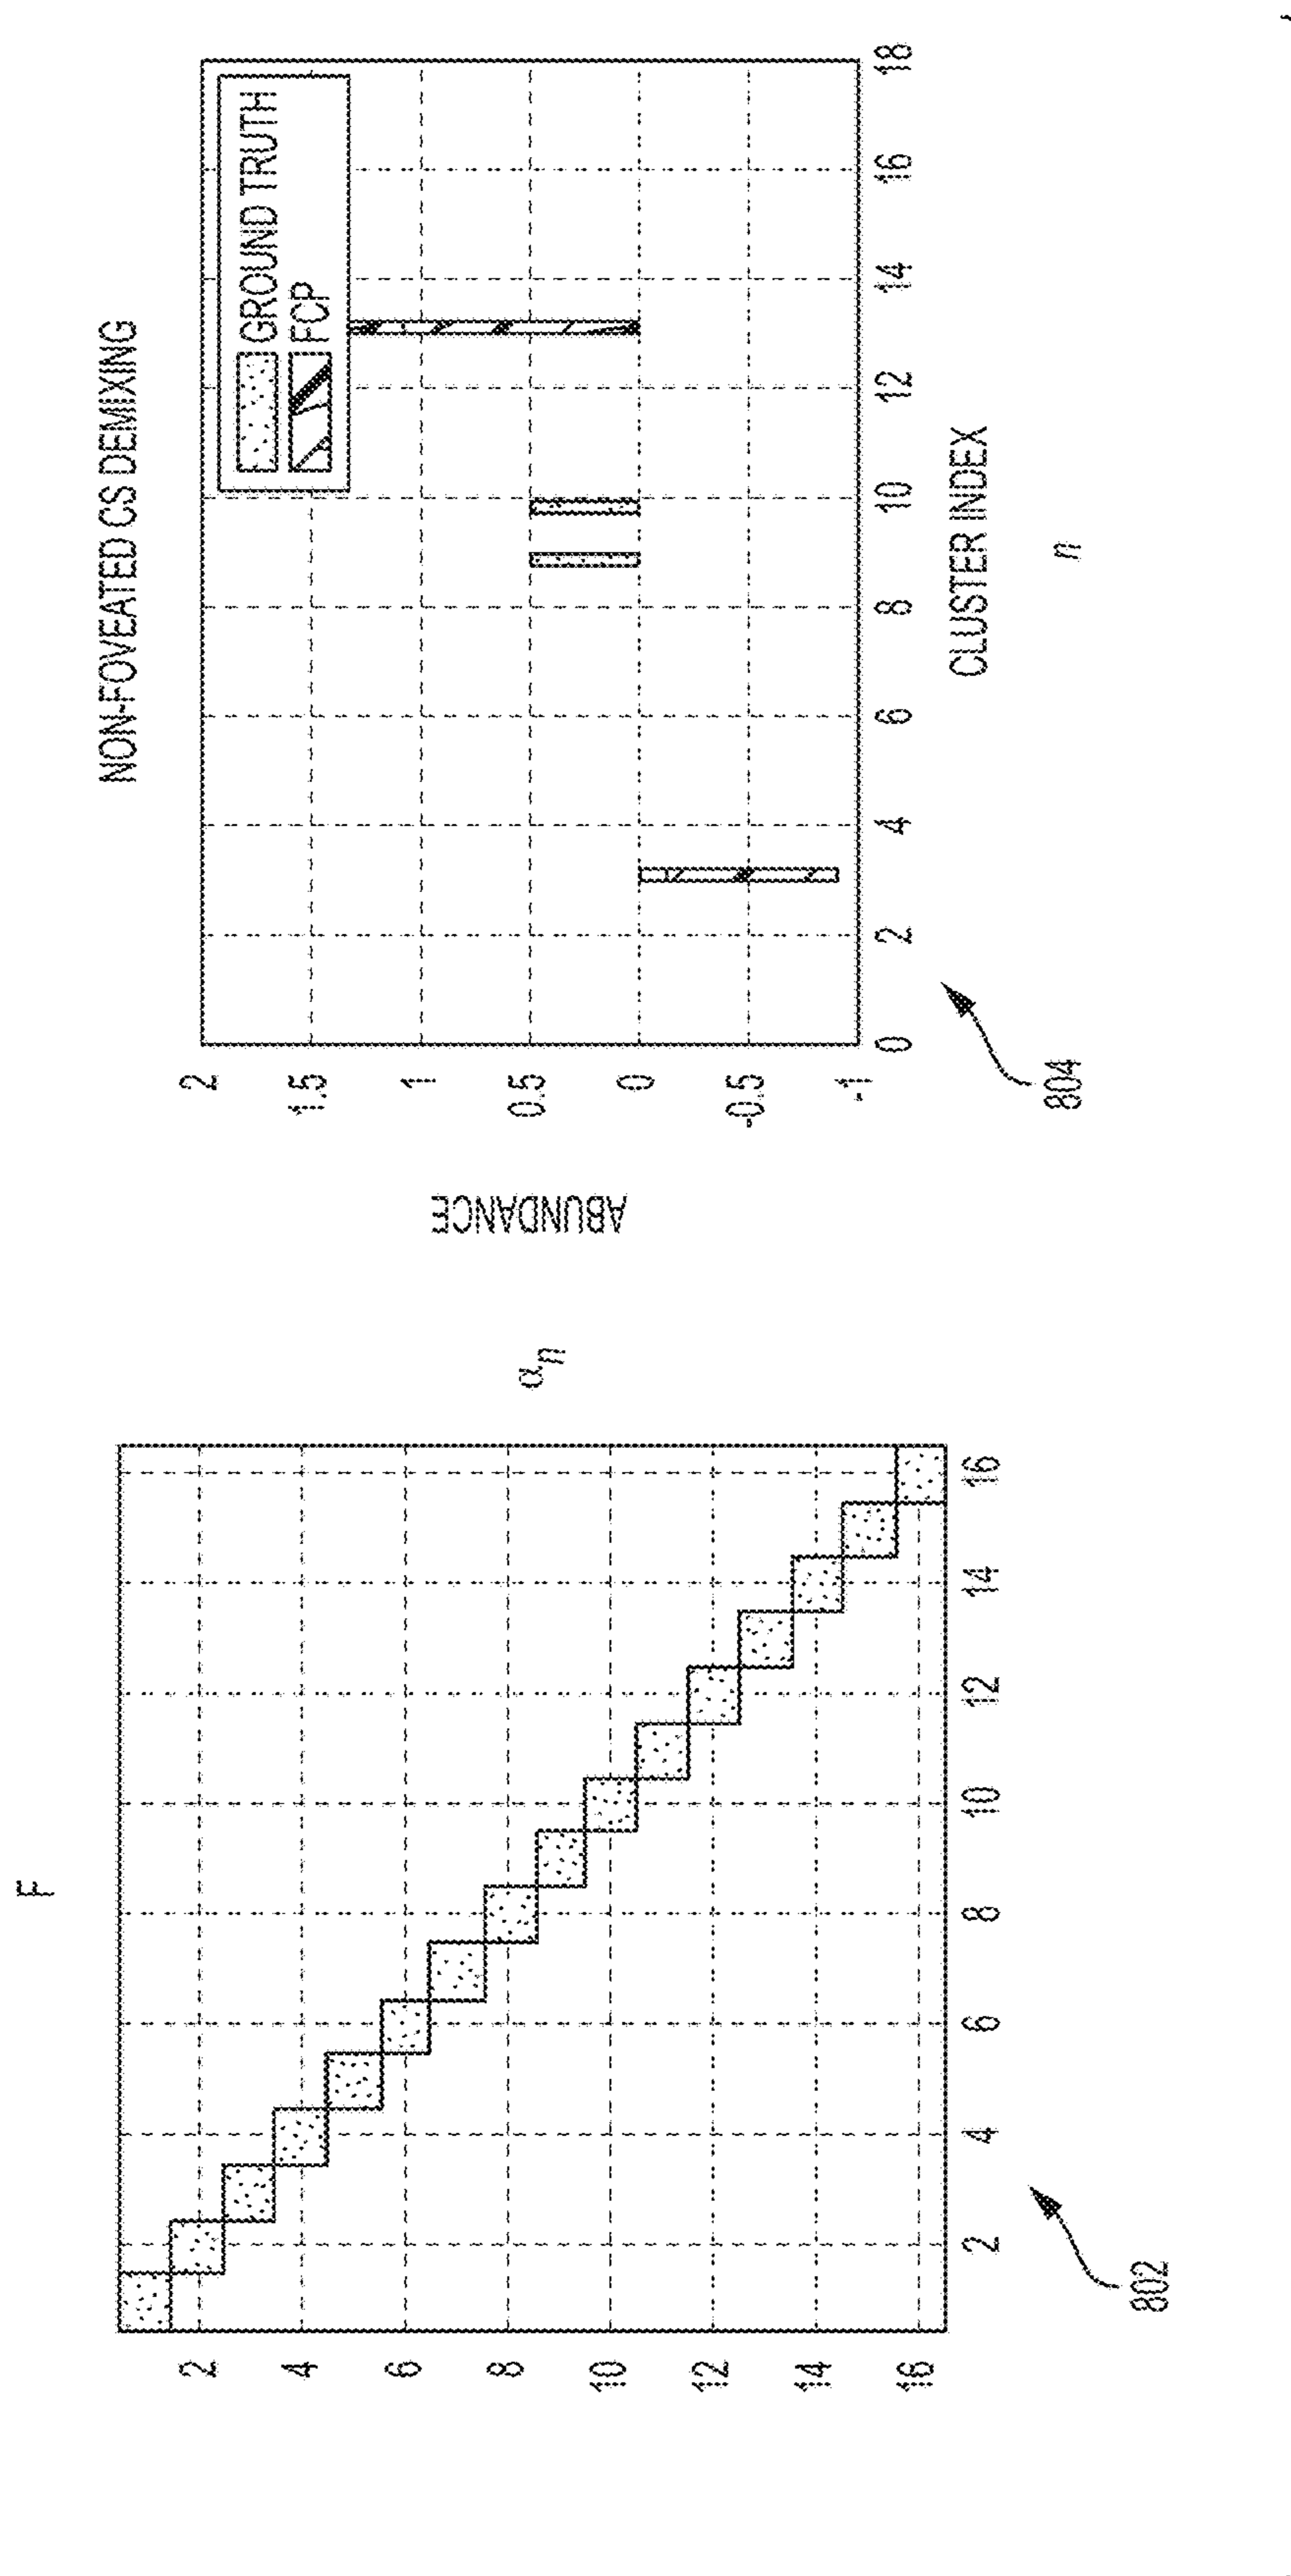 F
2
4
6
8
10
12
14
16
2 4 6 8 10 12 14 16
802
NON-FOVEATED CS DEMIXING
GROUND TRUTH
FCP
αn
ABUNDANCE
2
1.5
1
0.5
0
-0.5
-1
0 2 4 6 8 10 12 14 16 18
CLUSTER INDEX
n
804